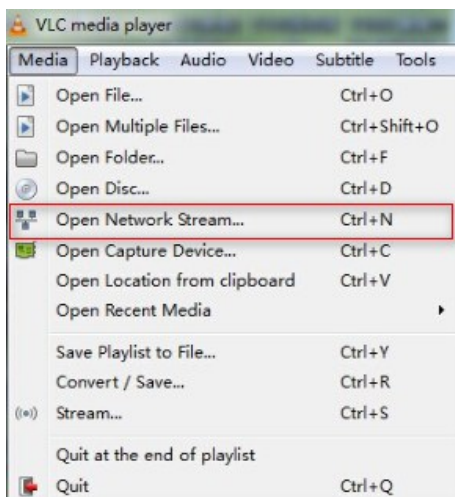 VLC media player
Media Playback Audio Video Subtitle Tools
Open File... Ctrl+O
Open Multiple Files... Ctrl+Shift+O
Open Folder... Ctrl+F
Open Disc... Ctrl+D
Open Network Stream... Ctrl+N
Open Capture Device... Ctrl+C
Open Location from clipboard Ctrl+V
Open Recent Media
Save Playlist to File... Ctrl+Y
Convert / Save... Ctrl+R
Stream... Ctrl+S
Quit at the end of playlist
Quit Ctrl+Q